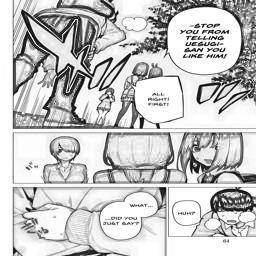 -STOP
YOU FROM
TELLING
UESUGI-
SAN YOU
LIKE HIM!
ALL
RIGHT!
FIRST!
WHAT...
...DID YOU
JUST SAY?
HUH?
64